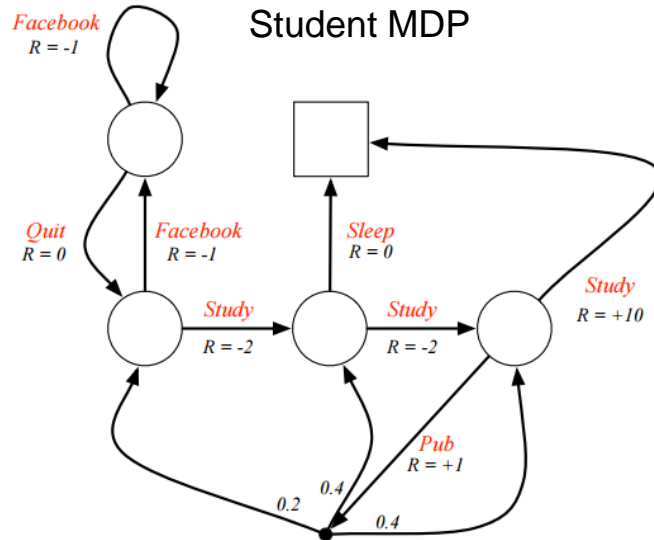 Student MDP
Facebook
R = -1
Quit
R = 0
Facebook
R = -1
Sleep
R = 0
Study
R = -2
Study
R = -2
Study
R = +10
Pub
R = +1
0.2
0.4
0.4